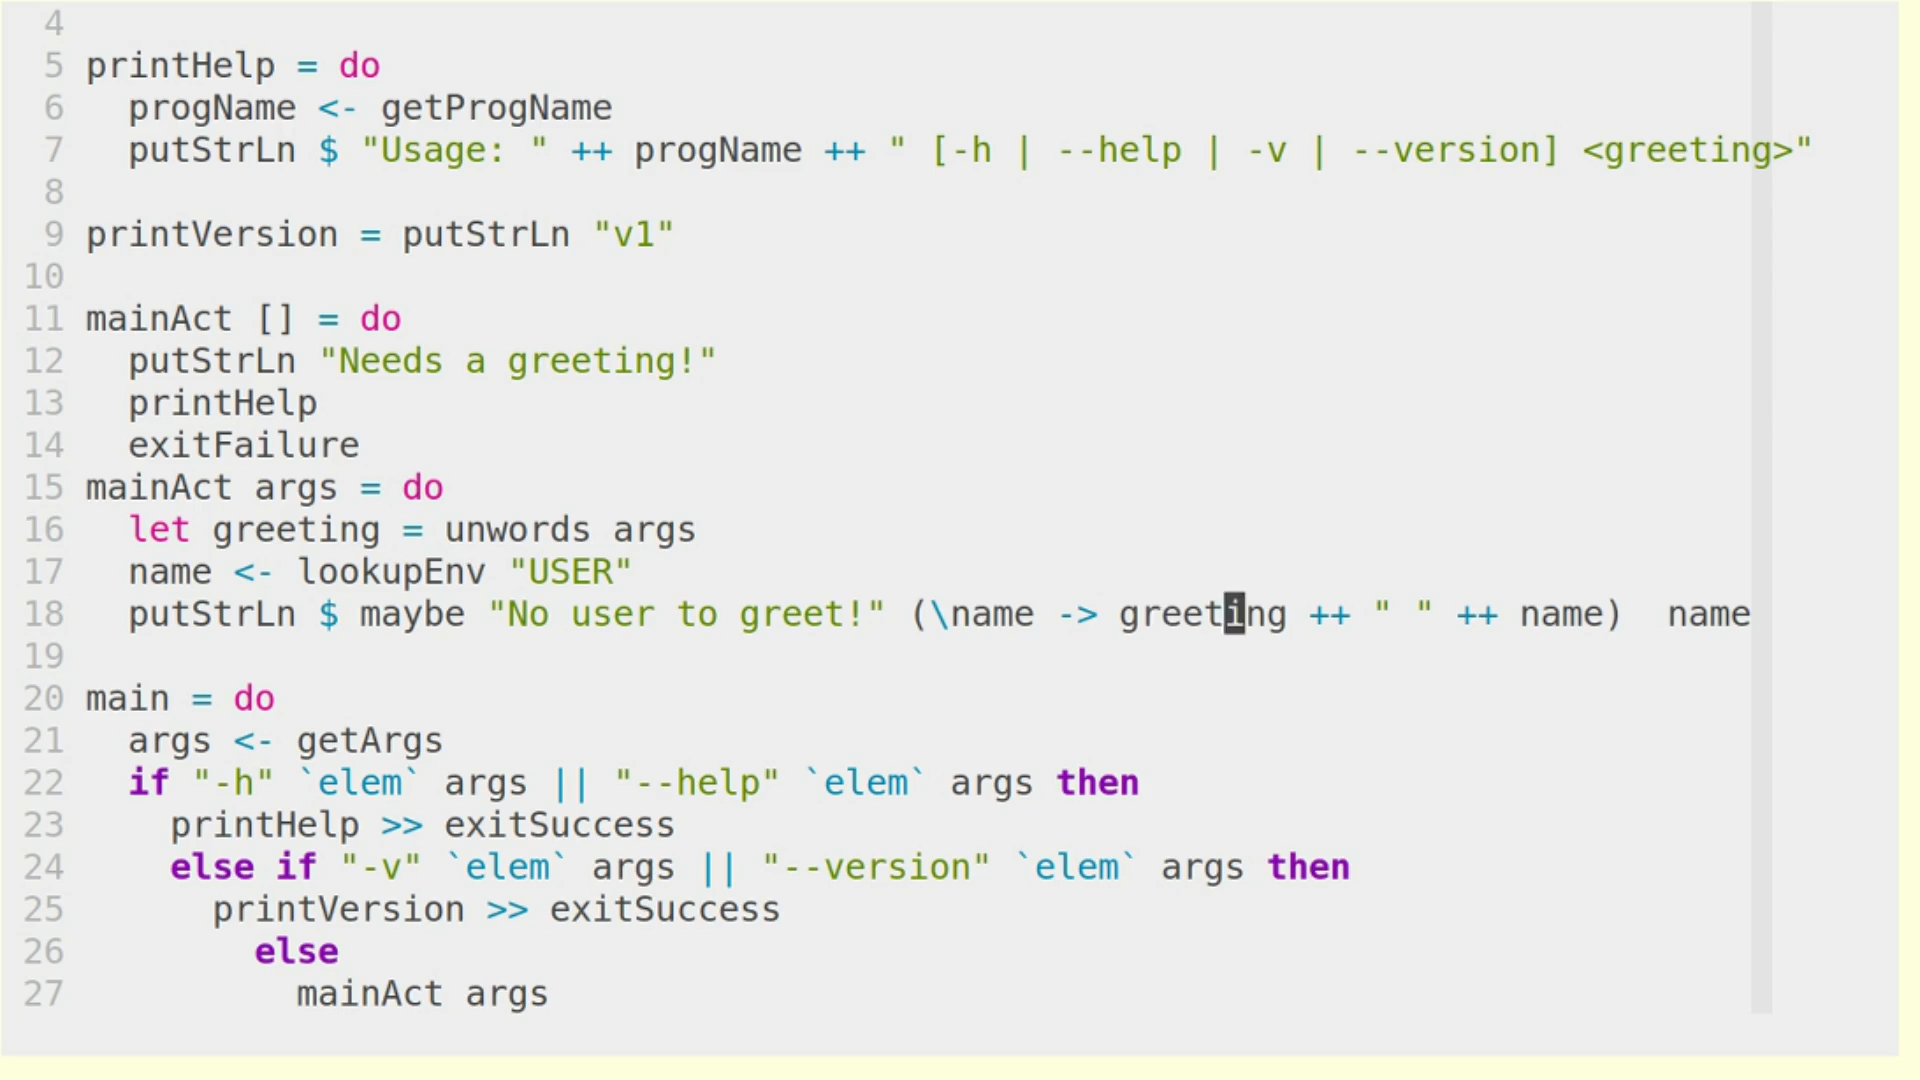 4
5 printHelp = do
6   progName <- getProgName
7   putStrLn $ "Usage: " ++ progName ++ " [-h | --help | -v | --version] <greeting>"
8
9 printVersion = putStrLn "v1"
10
11 mainAct [] = do
12   putStrLn "Needs a greeting!"
13   printHelp
14   exitFailure
15 mainAct args = do
16   let greeting = unwords args
17   name <- lookupEnv "USER"
18   putStrLn $ maybe "No user to greet!" (\name -> greeting ++ " " ++ name)  name
19
20 main = do
21   args <- getArgs
22   if "-h" `elem` args || "--help" `elem` args then
23     printHelp >> exitSuccess
24     else if "-v" `elem` args || "--version" `elem` args then
25       printVersion >> exitSuccess
26         else
27           mainAct args